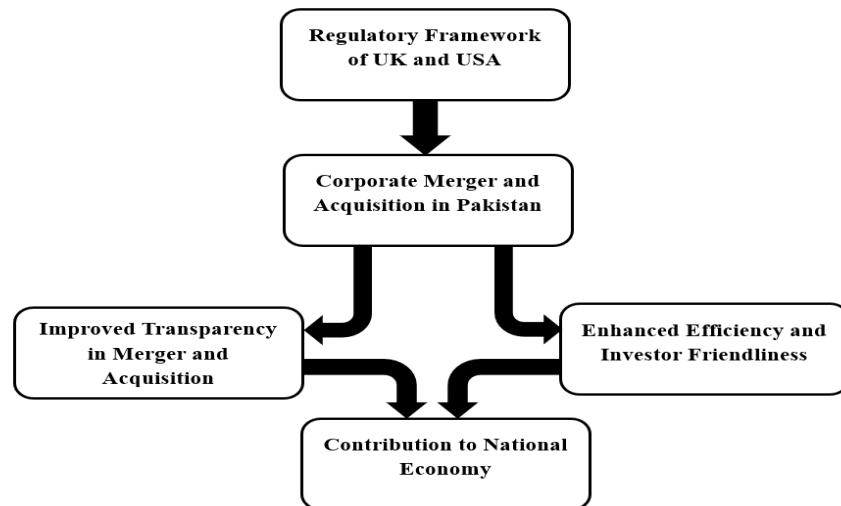 Regulatory Framework
of UK and USA
Corporate Merger and
Acquisition in Pakistan
Improved Transparency
in Merger and
Acquisition
Enhanced Efficiency and
Investor Friendliness
Contribution to National
Economy